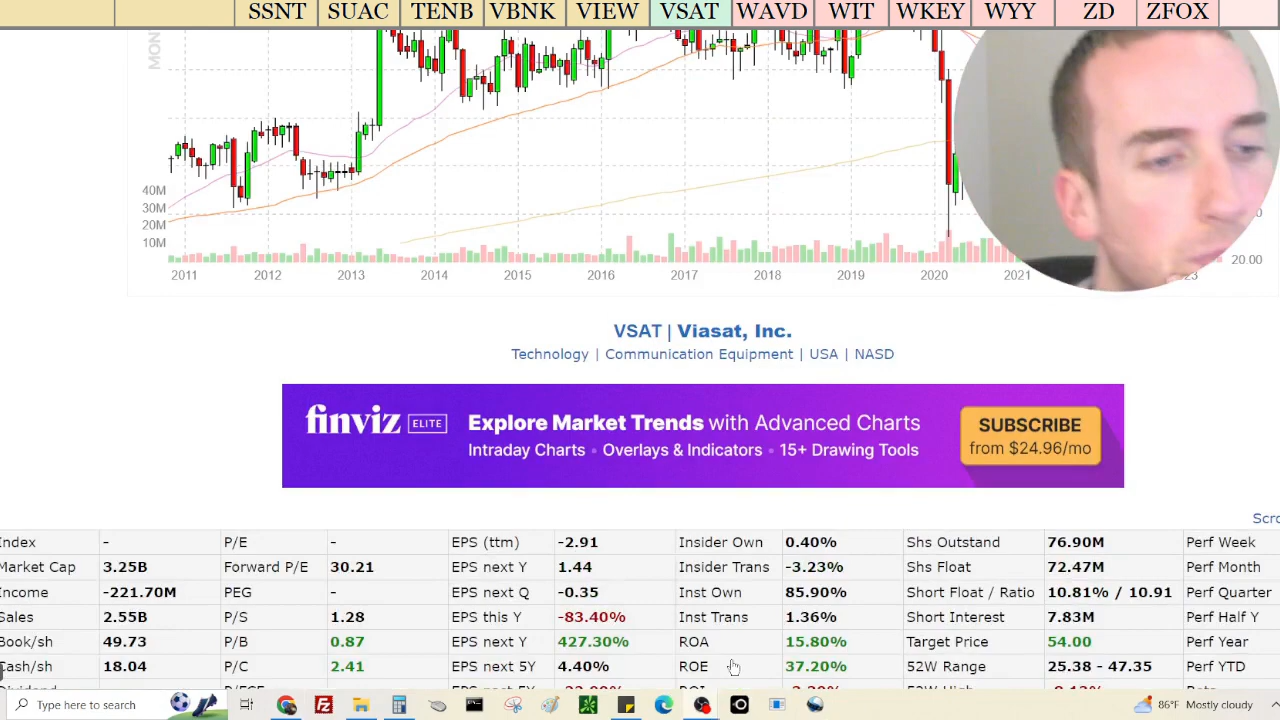 SSNT SUAC TENB VBNK VIEW VSAT WAVD WIT WKEY WYY ZD ZFOX
MON
40M
30M
20M
10M
20.00
2011 2012 2013 2014 2015 2016 2017 2018 2019 2020 2021
VSAT | Viasat, Inc.
Technology | Communication Equipment | USA | NASD
finviz ELITE
Explore Market Trends with Advanced Charts
Intraday Charts • Overlays & Indicators • 15+ Drawing Tools
SUBSCRIBE
from $24.96/mo
Index - P/E - EPS (ttm) -2.91 Insider Own 0.40% Shs Outstand 76.90M Perf Week
Market Cap 3.25B Forward P/E 30.21 EPS next Y 1.44 Insider Trans -3.23% Shs Float 72.47M Perf Month
Income -221.70M PEG - EPS next Q -0.35 Inst Own 85.90% Short Float / Ratio 10.81% / 10.91 Perf Quarter
Sales 2.55B P/S 1.28 EPS this Y -83.40% Inst Trans 1.36% Short Interest 7.83M Perf Half Y
Book/sh 49.73 P/B 0.87 EPS next Y 427.30% ROA 15.80% Target Price 54.00 Perf Year
Cash/sh 18.04 P/C 2.41 EPS next 5Y 4.40% ROE 37.20% 52W Range 25.38 - 47.35 Perf YTD
Type here to search
86°F Mostly cloudy